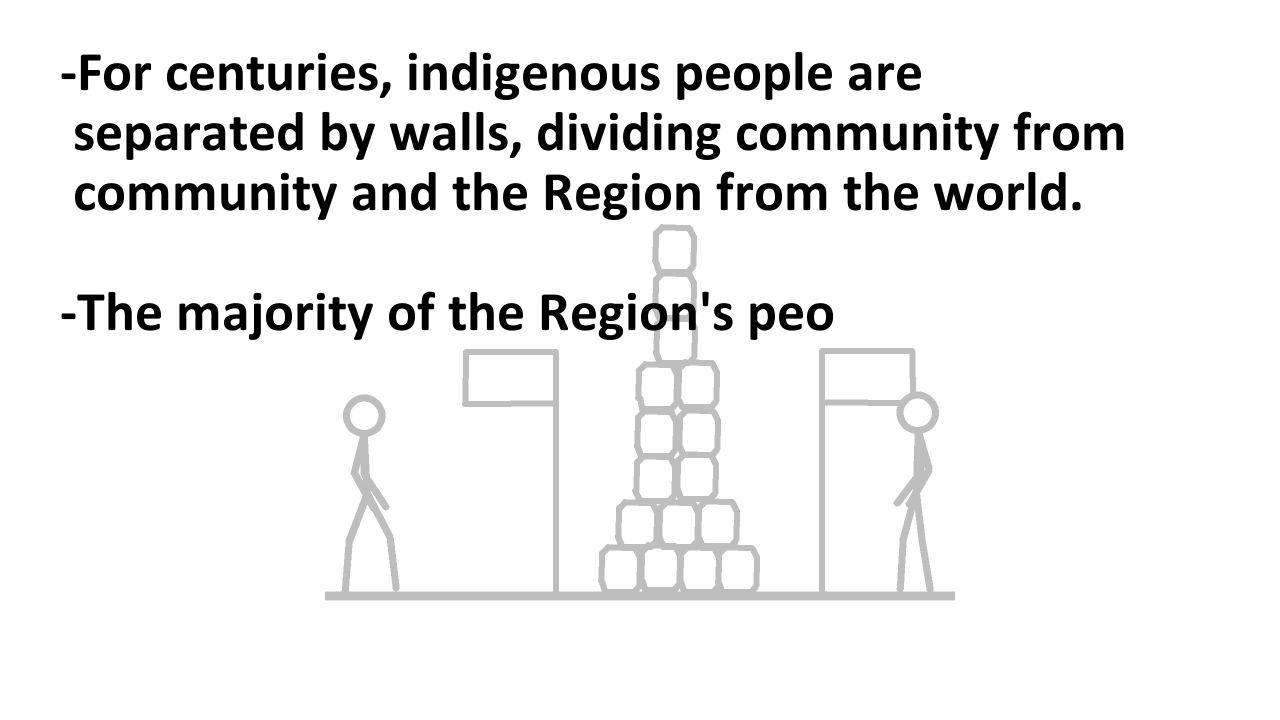 -For centuries, indigenous people are
separated by walls, dividing community from
community and the Region from the world.
-The majority of the Region's peo